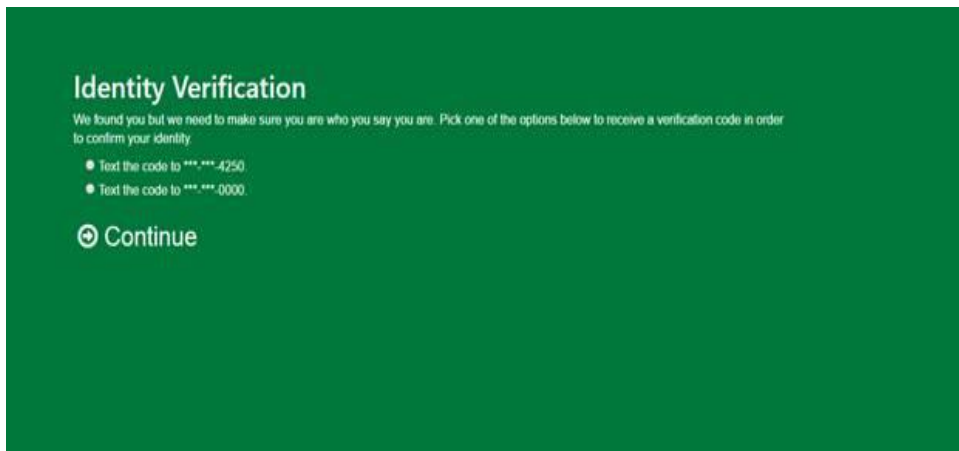 Identity Verification
We found you but we need to make sure you are who you say you are. Pick one of the options below to receive a verification code in order
to confirm your identity.
Text the code to ***-***-4250.
Text the code to ***-***-0000.
Continue